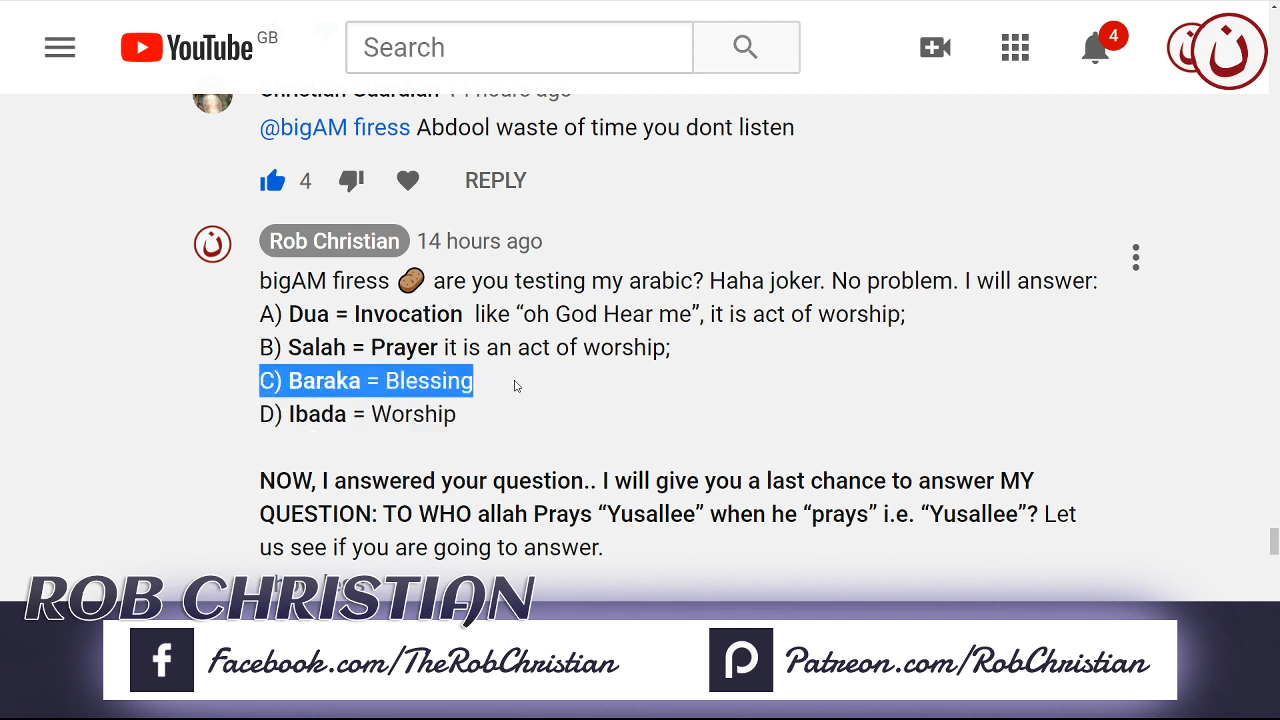 YouTube GB
Search
4
ن
ن
Christian Guardian 14 hours ago
@bigAM firess Abdool waste of time you dont listen
4 REPLY
ن
Rob Christian 14 hours ago
bigAM firess 🥔 are you testing my arabic? Haha joker. No problem. I will answer:
A) Dua = Invocation like “oh God Hear me”, it is act of worship;
B) Salah = Prayer it is an act of worship;
C) Baraka = Blessing
D) Ibada = Worship
NOW, I answered your question.. I will give you a last chance to answer MY
QUESTION: TO WHO allah Prays “Yusallee” when he “prays” i.e. “Yusallee”? Let
us see if you are going to answer.
ROB CHRISTIAN
Facebook.com/TheRobChristian
Patreon.com/RobChristian